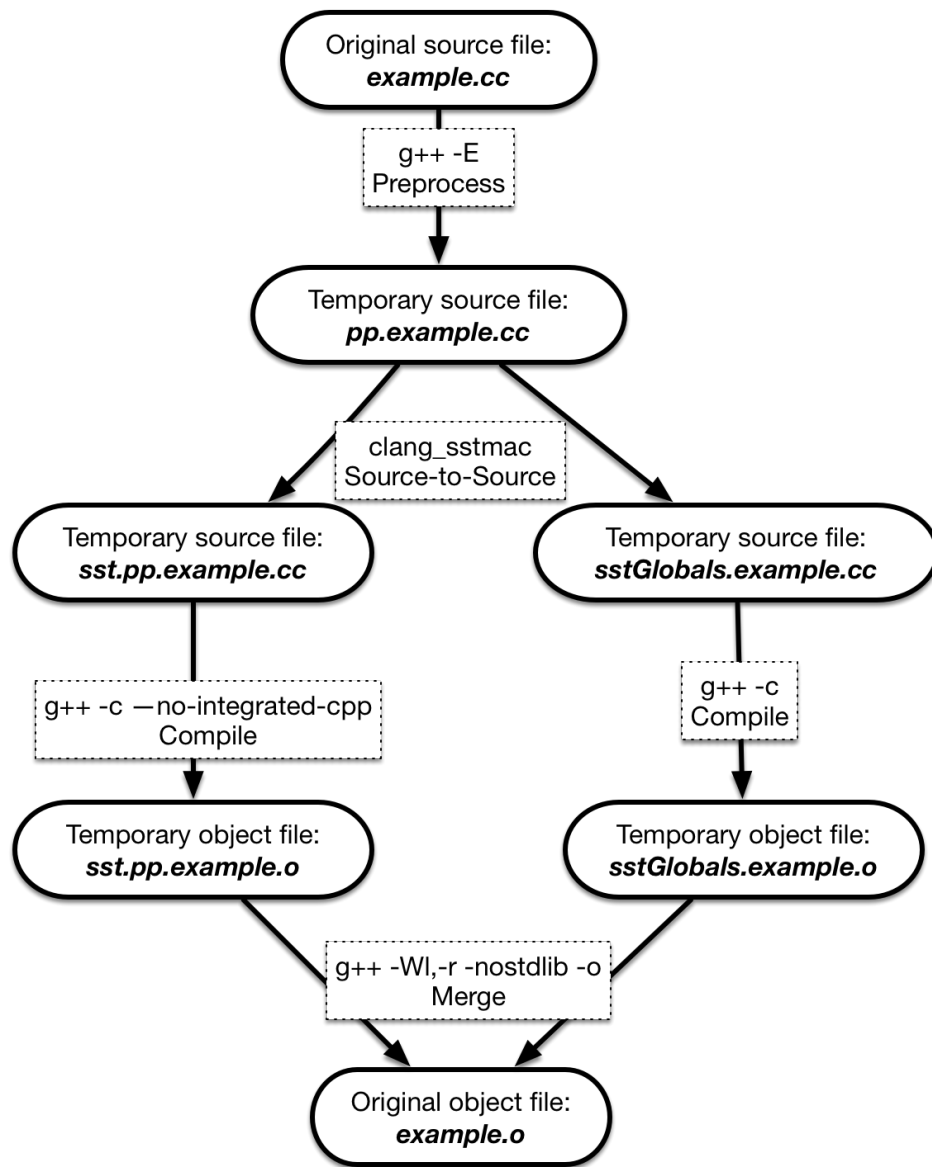 Original source file:
example.cc
g++ -E
Preprocess
Temporary source file:
pp.example.cc
clang_sstmac
Source-to-Source
Temporary source file:
sst.pp.example.cc
Temporary source file:
sstGlobals.example.cc
g++ -c —no-integrated-cpp
Compile
g++ -c
Compile
Temporary object file:
sst.pp.example.o
Temporary object file:
sstGlobals.example.o
g++ -Wl,-r -nostdlib -o
Merge
Original object file:
example.o